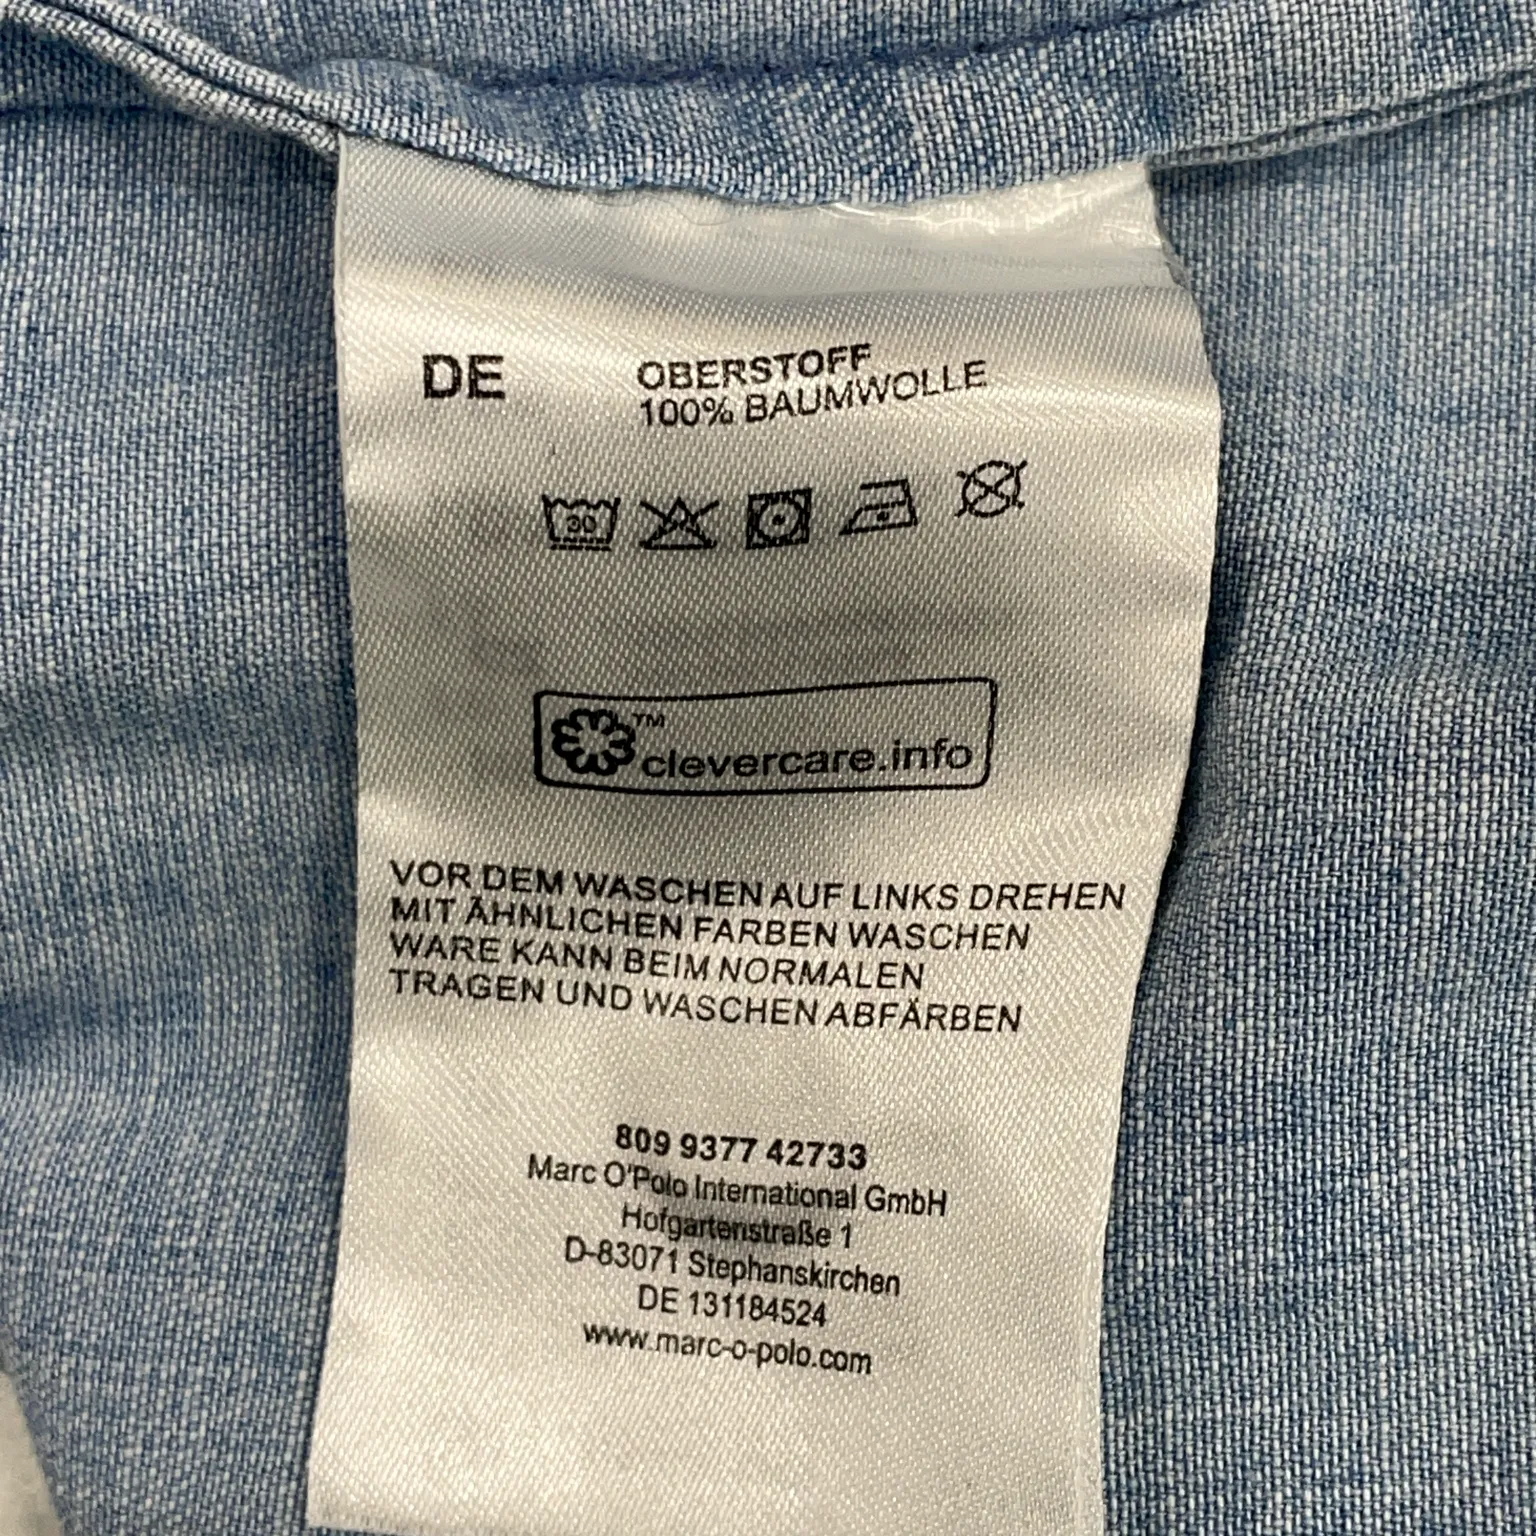 DE
OBERSTOFF
100% BAUMWOLLE
30
™
clevercare.info
VOR DEM WASCHEN AUF LINKS DREHEN
MIT ÄHNLICHEN FARBEN WASCHEN
WARE KANN BEIM NORMALEN
TRAGEN UND WASCHEN ABFÄRBEN
809 9377 42733
Marc O'Polo International GmbH
Hofgartenstraße 1
D-83071 Stephanskirchen
DE 131184524
www.marc-o-polo.com